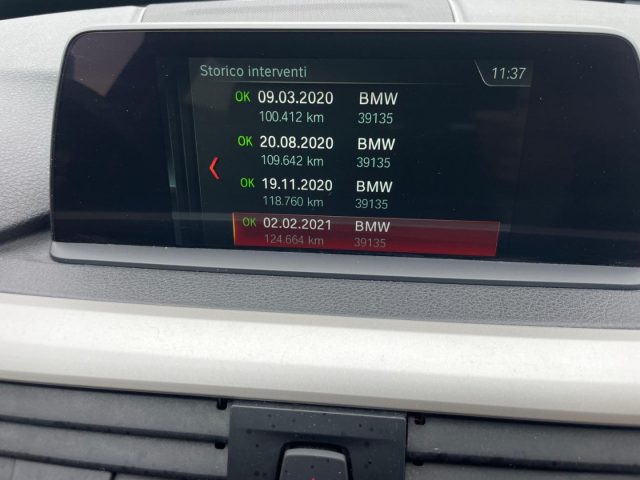 Storico interventi 11:37
OK 09.03.2020 BMW
100.412 km 39135
OK 20.08.2020 BMW
109.642 km 39135
OK 19.11.2020 BMW
118.760 km 39135
OK 02.02.2021 BMW
124.664 km 39135